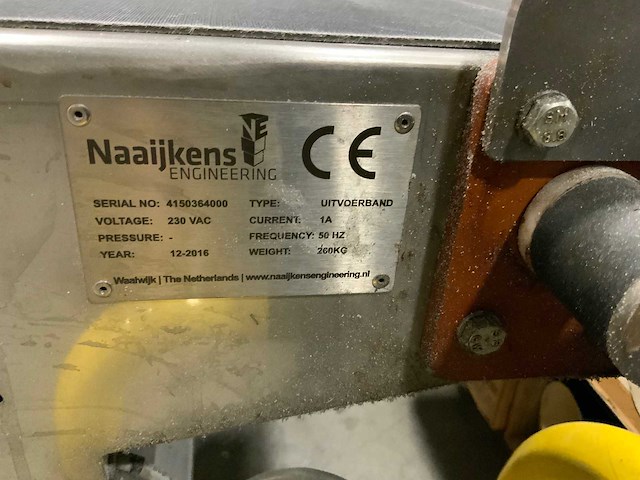 NE
Naaijkens
ENGINEERING
CE
SERIAL NO: 4150364000 TYPE: UITVOERBAND
VOLTAGE: 230 VAC CURRENT: 1A
PRESSURE: - FREQUENCY: 50 HZ
YEAR: 12-2016 WEIGHT: 260KG
Waalwijk | The Netherlands | www.naaijkensengineering.nl